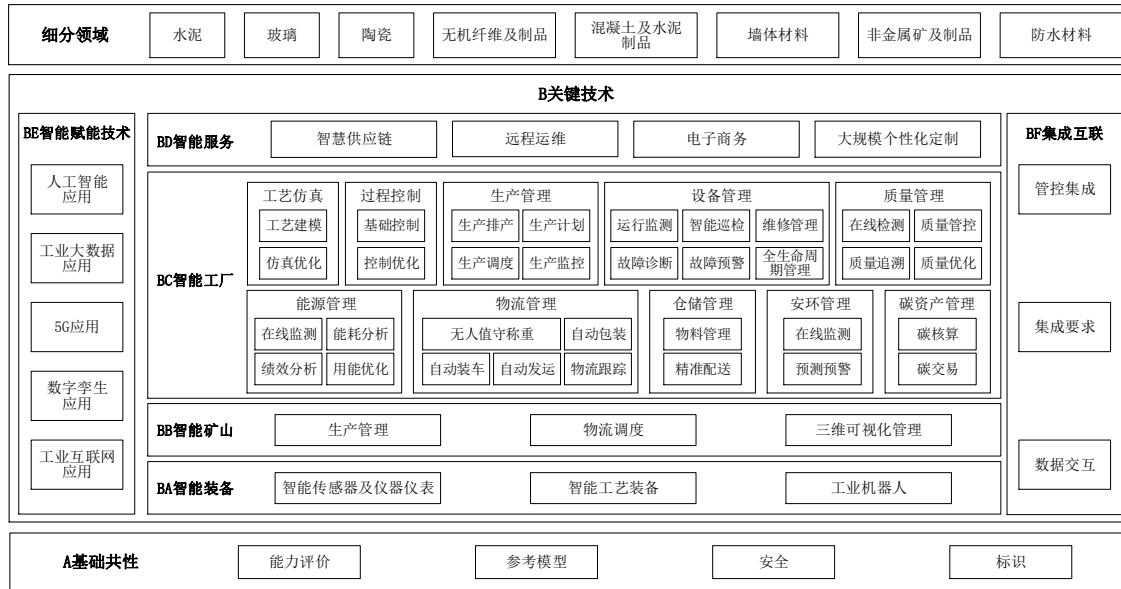 细分领域
水泥
玻璃
陶瓷
无机纤维及制品
混凝土及水泥
制品
墙体材料
非金属矿及制品
防水材料
B关键技术
BE智能赋能技术
人工智能
应用
工业大数据
应用
5G应用
数字孪生
应用
工业互联网
应用
BD智能服务
智慧供应链
远程运维
电子商务
大规模个性化定制
BC智能工厂
工艺仿真
工艺建模
仿真优化
过程控制
基础控制
控制优化
生产管理
生产排产
生产计划
生产调度
生产监控
设备管理
运行监测
智能巡检
维修管理
故障诊断
故障预警
全生命周
期管理
质量管理
在线检测
质量管控
质量追溯
质量优化
能源管理
在线监测
能耗分析
绩效分析
用能优化
物流管理
无人值守称重
自动包装
自动装车
自动发运
物流跟踪
仓储管理
物料管理
精准配送
安环管理
在线监测
预测预警
碳资产管理
碳核算
碳交易
BB智能矿山
生产管理
物流调度
三维可视化管理
BA智能装备
智能传感器及仪器仪表
智能工艺装备
工业机器人
BF集成互联
管控集成
集成要求
数据交互
A基础共性
能力评价
参考模型
安全
标识